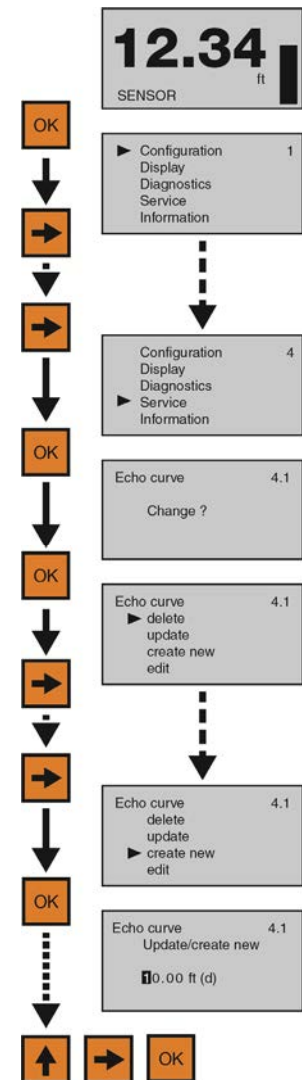 12.34
ft
SENSOR
OK
Configuration 1
Display
Diagnostics
Service
Information
Configuration 4
Display
Diagnostics
Service
Information
OK
Echo curve 4.1
Change ?
OK
Echo curve 4.1
delete
update
create new
edit
Echo curve 4.1
delete
update
create new
edit
OK
Echo curve 4.1
Update/create new
10.00 ft (d)
OK